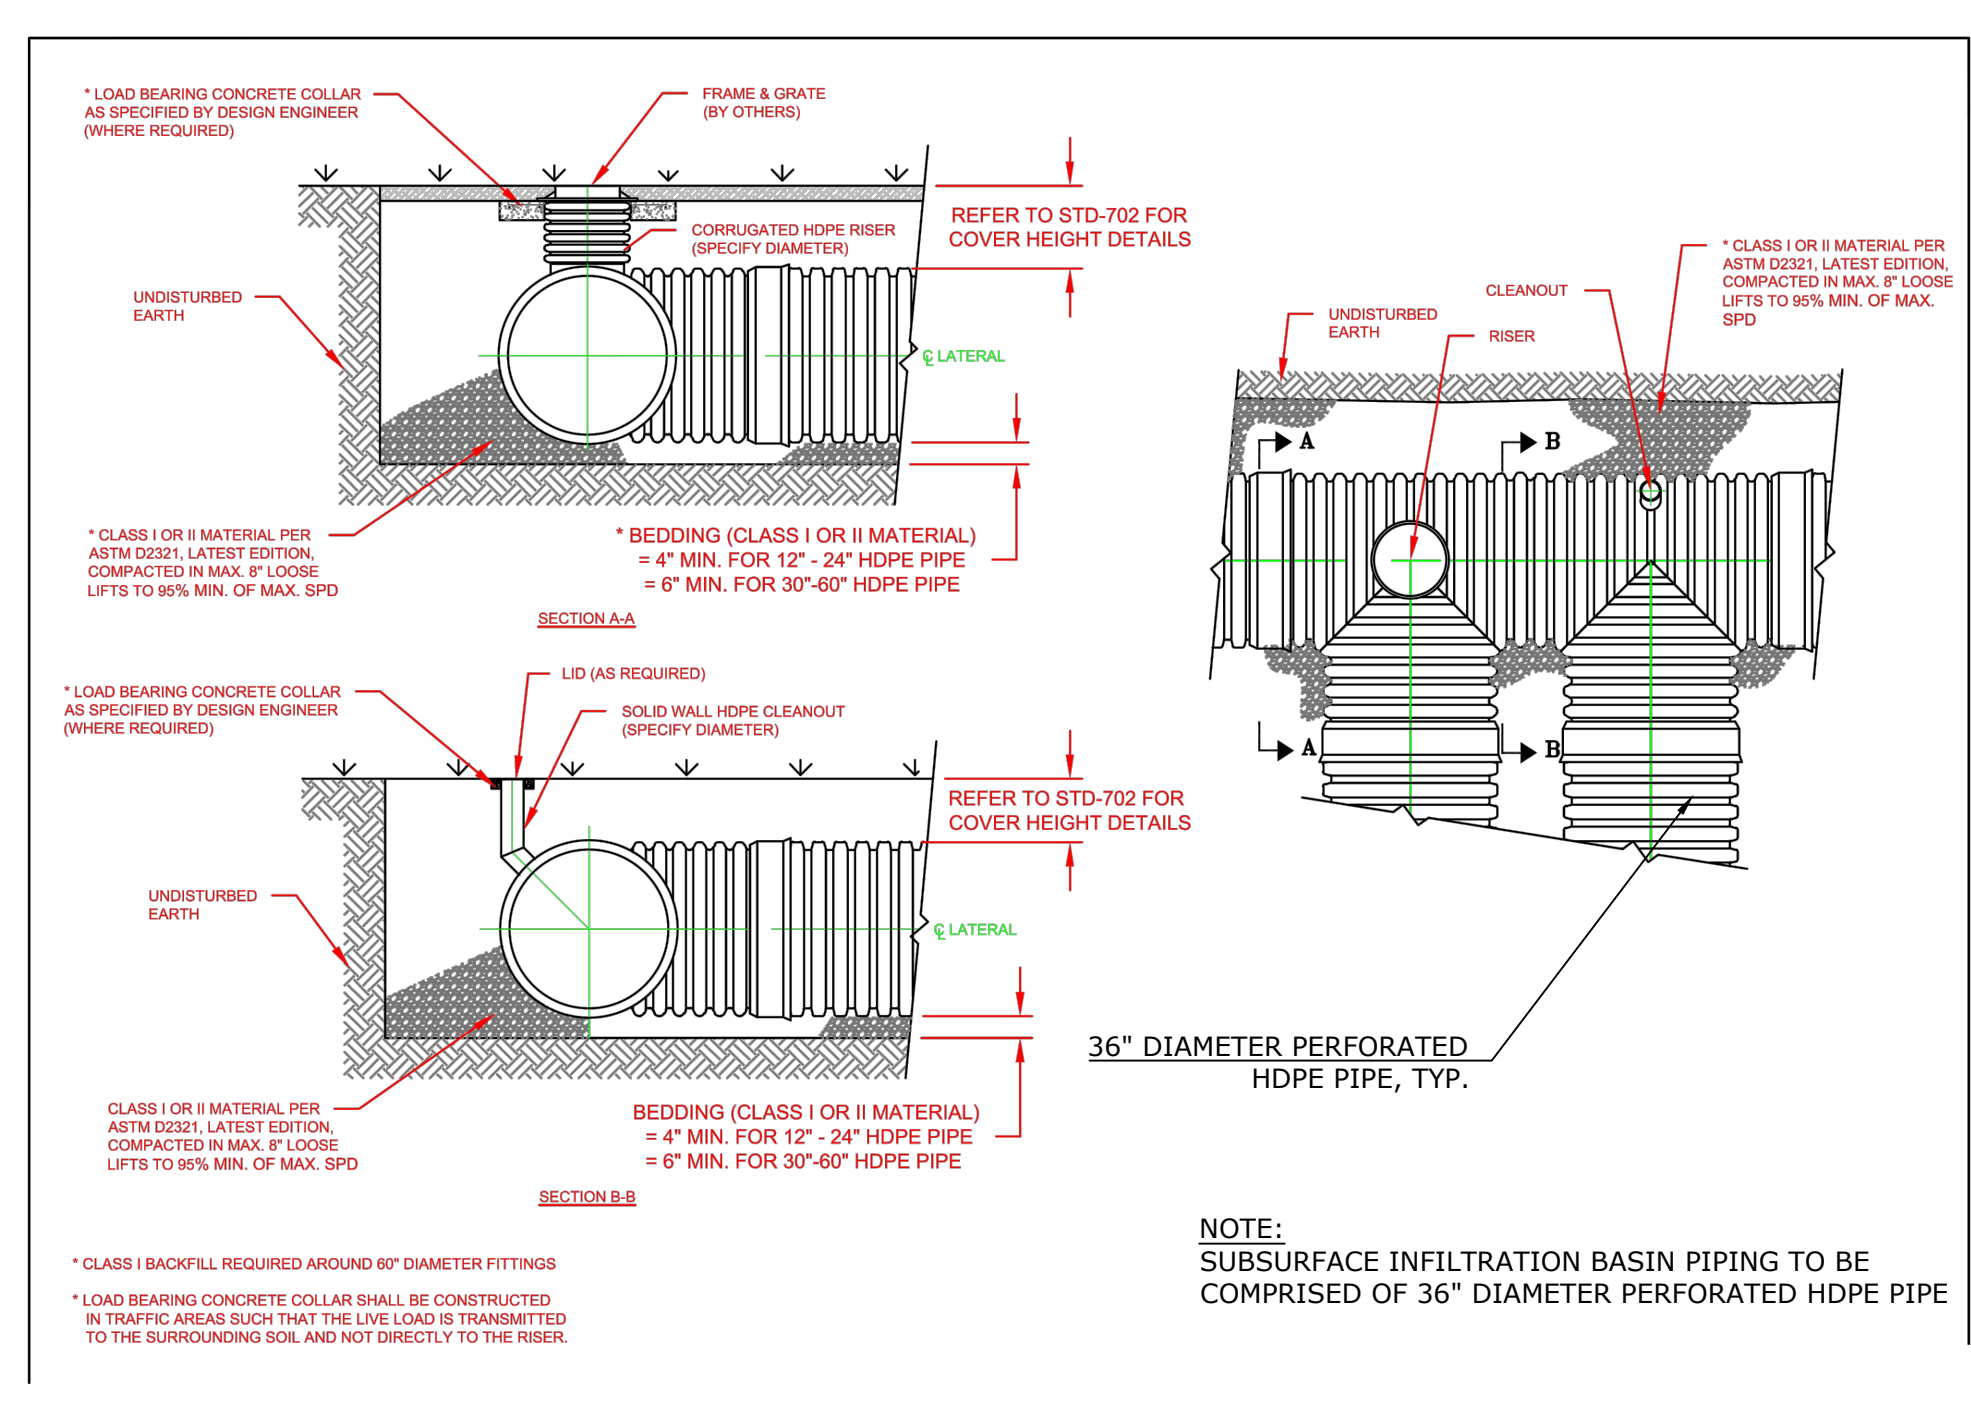 * LOAD BEARING CONCRETE COLLAR
AS SPECIFIED BY DESIGN ENGINEER
(WHERE REQUIRED)
FRAME & GRATE
(BY OTHERS)
REFER TO STD-702 FOR
COVER HEIGHT DETAILS
CORRUGATED HDPE RISER
(SPECIFY DIAMETER)
UNDISTURBED
EARTH
℄ LATERAL
* CLASS I OR II MATERIAL PER
ASTM D2321, LATEST EDITION,
COMPACTED IN MAX. 8" LOOSE
LIFTS TO 95% MIN. OF MAX. SPD
* BEDDING (CLASS I OR II MATERIAL)
= 4" MIN. FOR 12" - 24" HDPE PIPE
= 6" MIN. FOR 30"-60" HDPE PIPE
SECTION A-A
LID (AS REQUIRED)
* LOAD BEARING CONCRETE COLLAR
AS SPECIFIED BY DESIGN ENGINEER
(WHERE REQUIRED)
SOLID WALL HDPE CLEANOUT
(SPECIFY DIAMETER)
REFER TO STD-702 FOR
COVER HEIGHT DETAILS
UNDISTURBED
EARTH
℄ LATERAL
CLASS I OR II MATERIAL PER
ASTM D2321, LATEST EDITION,
COMPACTED IN MAX. 8" LOOSE
LIFTS TO 95% MIN. OF MAX. SPD
BEDDING (CLASS I OR II MATERIAL)
= 4" MIN. FOR 12" - 24" HDPE PIPE
= 6" MIN. FOR 30"-60" HDPE PIPE
SECTION B-B
* CLASS I BACKFILL REQUIRED AROUND 60" DIAMETER FITTINGS
* LOAD BEARING CONCRETE COLLAR SHALL BE CONSTRUCTED
IN TRAFFIC AREAS SUCH THAT THE LIVE LOAD IS TRANSMITTED
TO THE SURROUNDING SOIL AND NOT DIRECTLY TO THE RISER.
* CLASS I OR II MATERIAL PER
ASTM D2321, LATEST EDITION,
COMPACTED IN MAX. 8" LOOSE
LIFTS TO 95% MIN. OF MAX.
SPD
CLEANOUT
UNDISTURBED
EARTH
RISER
A
B
A
B
36" DIAMETER PERFORATED
HDPE PIPE, TYP.
NOTE:
SUBSURFACE INFILTRATION BASIN PIPING TO BE
COMPRISED OF 36" DIAMETER PERFORATED HDPE PIPE